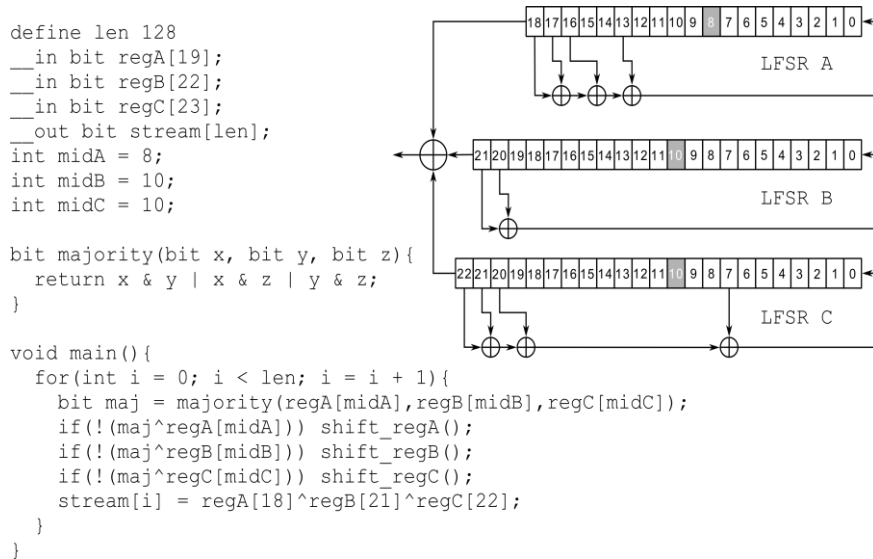 define len 128
__in bit regA[19];
__in bit regB[22];
__in bit regC[23];
__out bit stream[len];
int midA = 8;
int midB = 10;
int midC = 10;
bit majority(bit x, bit y, bit z){
return x & y | x & z | y & z;
}
void main(){
for(int i = 0; i < len; i = i + 1){
bit maj = majority(regA[midA],regB[midB],regC[midC]);
if(!(maj^regA[midA])) shift_regA();
if(!(maj^regB[midB])) shift_regB();
if(!(maj^regC[midC])) shift_regC();
stream[i] = regA[18]^regB[21]^regC[22];
}
}
18 17 16 15 14 13 12 11 10 9 8 7 6 5 4 3 2 1 0
LFSR A
21 20 19 18 17 16 15 14 13 12 11 10 9 8 7 6 5 4 3 2 1 0
LFSR B
22 21 20 19 18 17 16 15 14 13 12 11 10 9 8 7 6 5 4 3 2 1 0
LFSR C